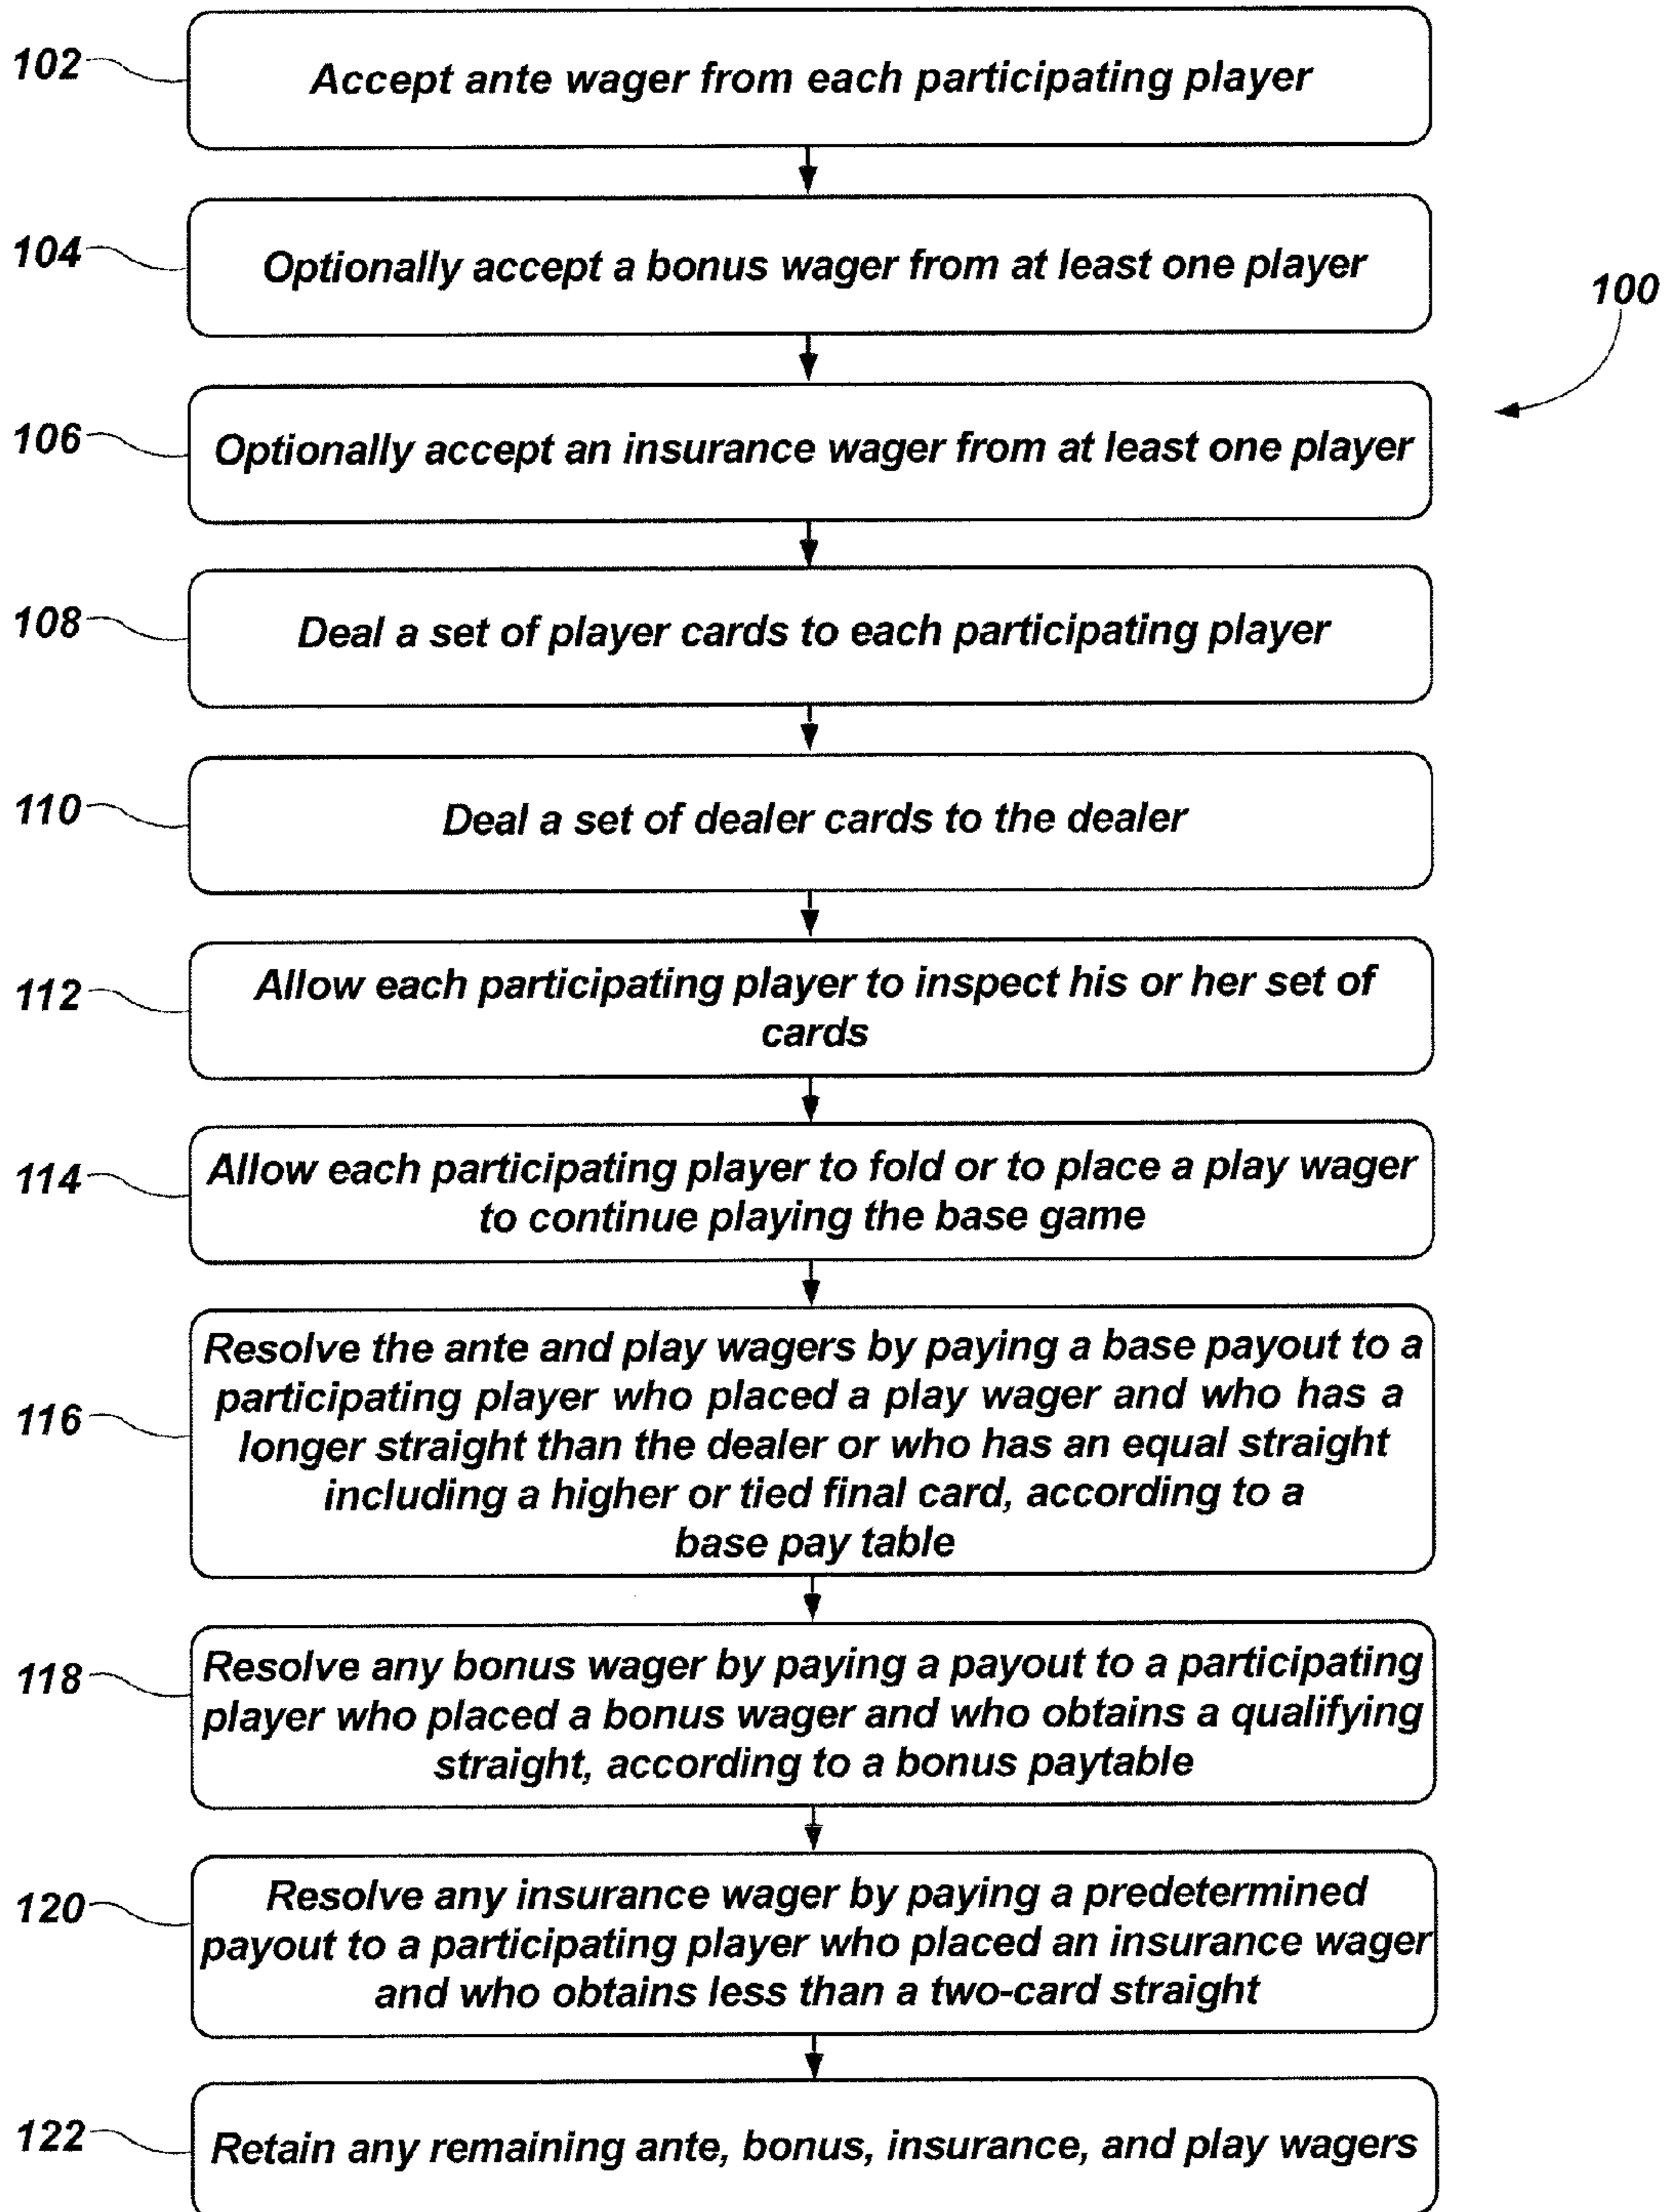 102
Accept ante wager from each participating player
104
Optionally accept a bonus wager from at least one player
100
106
Optionally accept an insurance wager from at least one player
108
Deal a set of player cards to each participating player
110
Deal a set of dealer cards to the dealer
112
Allow each participating player to inspect his or her set of
cards
114
Allow each participating player to fold or to place a play wager
to continue playing the base game
116
Resolve the ante and play wagers by paying a base payout to a
participating player who placed a play wager and who has a
longer straight than the dealer or who has an equal straight
including a higher or tied final card, according to a
base pay table
118
Resolve any bonus wager by paying a payout to a participating
player who placed a bonus wager and who obtains a qualifying
straight, according to a bonus paytable
120
Resolve any insurance wager by paying a predetermined
payout to a participating player who placed an insurance wager
and who obtains less than a two-card straight
122
Retain any remaining ante, bonus, insurance, and play wagers